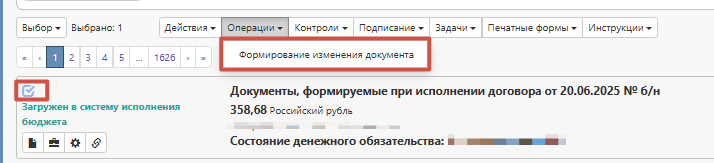 Выбор Выбрано: 1 Действия Операции Контроли Подписание Задачи Печатные формы Инструкции
« ‹ 1 2 3 4 5 ... 1626 › » Формирование изменения документа
Документы, формируемые при исполнении договора от 20.06.2025 № б/н
Загружен в систему исполнения
бюджета
358,68 Российский рубль
Состояние денежного обязательства: